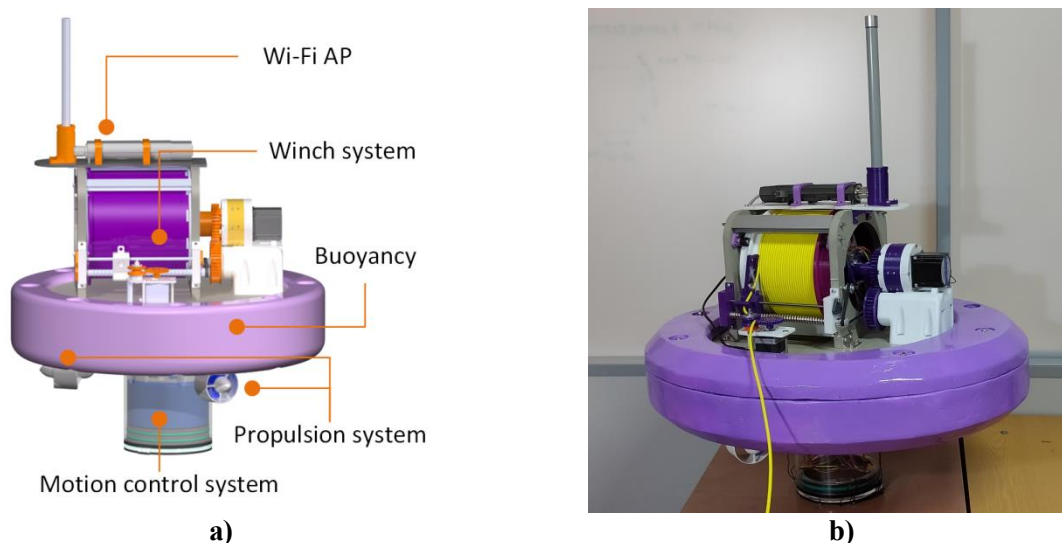 Wi-Fi AP
Winch system
Buoyancy
Propulsion system
Motion control system
a)
b)